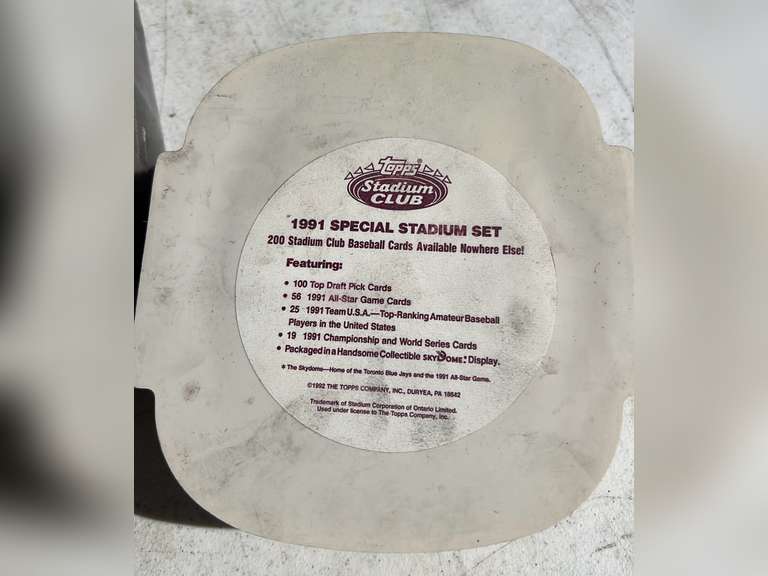 Topps®
Stadium
CLUB
1991 SPECIAL STADIUM SET
200 Stadium Club Baseball Cards Available Nowhere Else!
Featuring:
• 100 Top Draft Pick Cards
• 56 1991 All-Star Game Cards
• 25 1991 Team U.S.A.—Top-Ranking Amateur Baseball
Players in the United States
• 19 1991 Championship and World Series Cards
• Packaged in a Handsome Collectible SKYDOME* Display.
* The Skydome—Home of the Toronto Blue Jays and the 1991 All-Star Game.
©1992 THE TOPPS COMPANY, INC., DURYEA, PA 18642
Trademark of Stadium Corporation of Ontario Limited.
Used under license to The Topps Company, Inc.